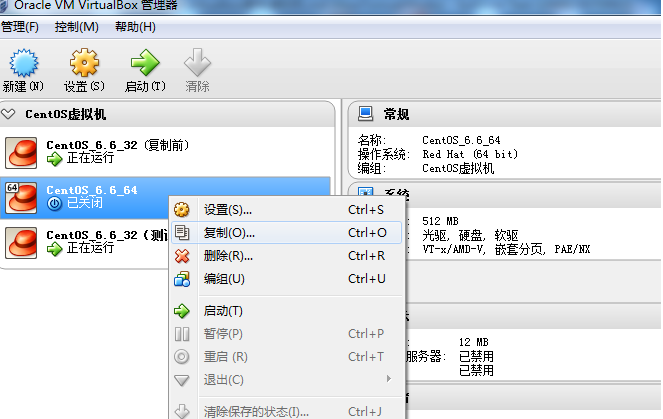 Oracle VM VirtualBox 管理器
管理(F) 控制(M) 帮助(H)
新建(N) 设置(S) 启动(T) 清除
CentOS虚拟机
CentOS_6.6_32 (复制前)
正在运行
64
CentOS_6.6_64
已关闭
CentOS_6.6_32 (测
正在运行
设置(S)... Ctrl+S
复制(O)... Ctrl+O
删除(R)... Ctrl+R
编组(U) Ctrl+U
启动(T)
暂停(P) Ctrl+P
重启 (R) Ctrl+T
退出(C)
清除保存的状态(I)... Ctrl+J
常规
名称: CentOS_6.6_64
操作系统: Red Hat (64 bit)
编组: CentOS虚拟机
系统
512 MB
光驱, 硬盘, 软驱
VT-x/AMD-V, 嵌套分页, PAE/NX
12 MB
服务器: 已禁用
已禁用